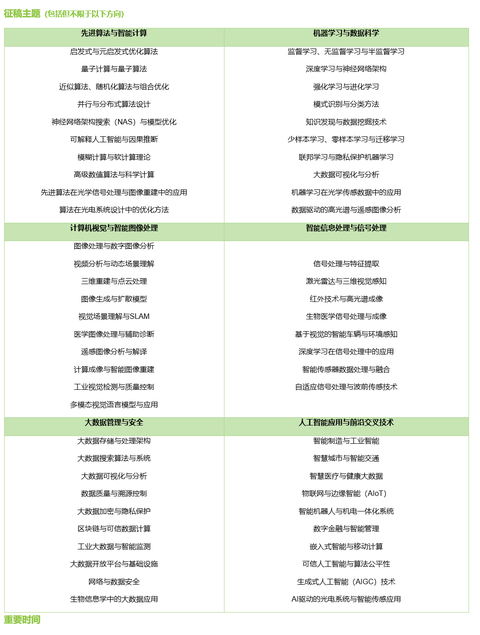 征稿主题 (包括但不限于以下方向)
先进算法与智能计算
启发式与元启发式优化算法
量子计算与量子算法
近似算法、随机化算法与组合优化
并行与分布式算法设计
神经网络架构搜索（NAS）与模型优化
可解释人工智能与因果推断
模糊计算与软计算理论
高级数值算法与科学计算
先进算法在光学信号处理与图像重建中的应用
算法在光电系统设计中的优化方法
机器学习与数据科学
监督学习、无监督学习与半监督学习
深度学习与神经网络架构
强化学习与进化学习
模式识别与分类方法
知识发现与数据挖掘技术
少样本学习、零样本学习与迁移学习
联邦学习与隐私保护机器学习
大数据可视化与分析
机器学习在光学传感数据中的应用
数据驱动的高光谱与遥感图像分析
计算机视觉与智能图像处理
图像处理与数字图像分析
视频分析与动态场景理解
三维重建与点云处理
图像生成与扩散模型
视觉场景理解与SLAM
医学图像处理与辅助诊断
遥感图像分析与解译
计算成像与智能图像重建
工业视觉检测与质量控制
多模态视觉语言模型与应用
智能信息处理与信号处理
信号处理与特征提取
激光雷达与三维视觉感知
红外技术与高光谱成像
生物医学信号处理与成像
基于视觉的智能车辆与环境感知
深度学习在信号处理中的应用
智能传感器数据处理与融合
自适应信号处理与波前传感技术
大数据管理与安全
大数据存储与处理架构
大数据搜索算法与系统
大数据可视化与分析
数据质量与溯源控制
大数据加密与隐私保护
区块链与可信数据计算
工业大数据与智能监测
大数据开放平台与基础设施
网络与数据安全
生物信息学中的大数据应用
人工智能应用与前沿交叉技术
智能制造与工业智能
智慧城市与智能交通
智慧医疗与健康大数据
物联网与边缘智能（AIoT）
智能机器人与机电一体化系统
数字金融与智能管理
嵌入式智能与移动计算
可信人工智能与算法公平性
生成式人工智能（AIGC）技术
AI驱动的光电系统与智能传感应用
重要时间